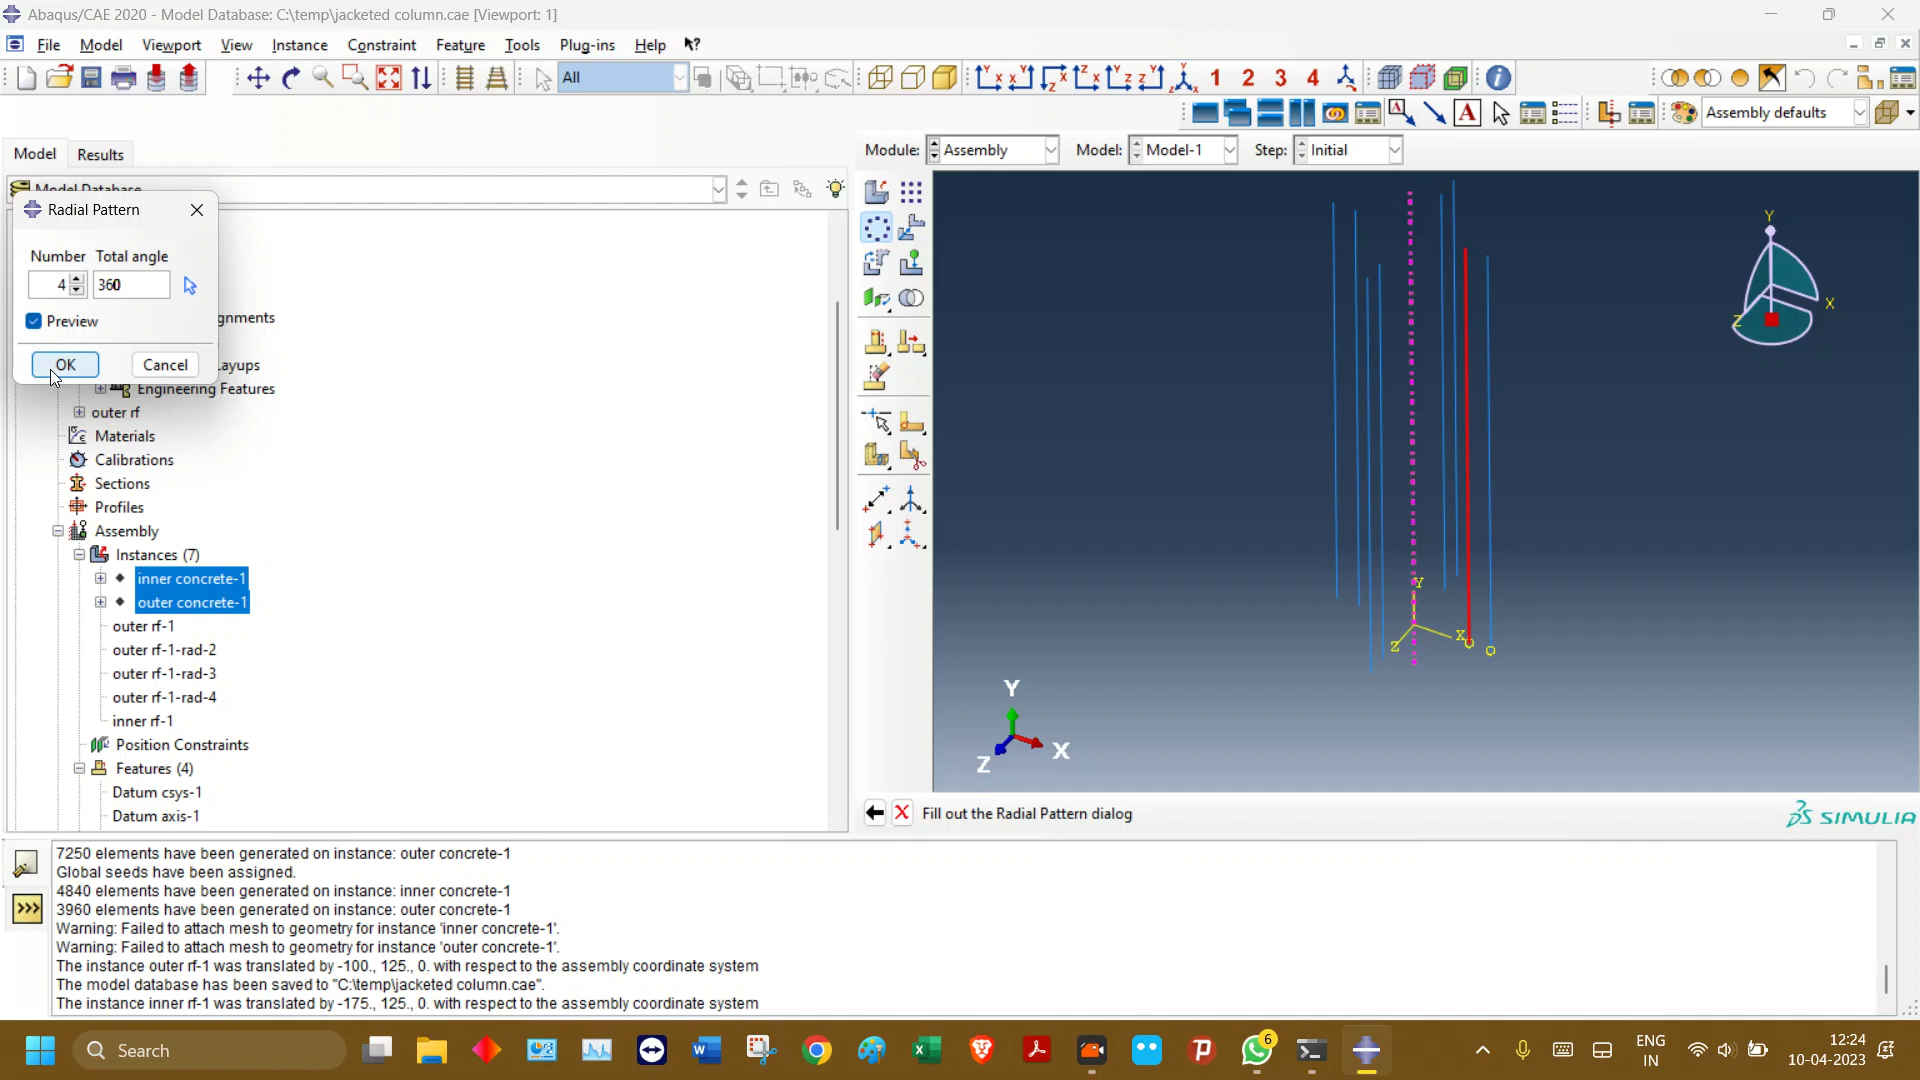 Abaqus/CAE 2020 - Model Database: C:\temp\jacketed column.cae [Viewport: 1]
File Model Viewport View Instance Constraint Feature Tools Plug-ins Help
All
1 2 3 4
A
Assembly defaults
Model Results
Module: Assembly Model: Model-1 Step: Initial
Model Database
Radial Pattern
Number Total angle
4 360
Preview
OK Cancel
gnments
Layups
Engineering Features
outer rf
Materials
Calibrations
Sections
Profiles
Assembly
Instances (7)
inner concrete-1
outer concrete-1
outer rf-1
outer rf-1-rad-2
outer rf-1-rad-3
outer rf-1-rad-4
inner rf-1
Position Constraints
Features (4)
Datum csys-1
Datum axis-1
Y
X
Z
Y
X
Z
Y
X
Z
Fill out the Radial Pattern dialog
SIMULIA
7250 elements have been generated on instance: outer concrete-1
Global seeds have been assigned.
4840 elements have been generated on instance: inner concrete-1
3960 elements have been generated on instance: outer concrete-1
Warning: Failed to attach mesh to geometry for instance 'inner concrete-1'.
Warning: Failed to attach mesh to geometry for instance 'outer concrete-1'.
The instance outer rf-1 was translated by -100., 125., 0. with respect to the assembly coordinate system
The model database has been saved to "C:\temp\jacketed column.cae".
The instance inner rf-1 was translated by -175., 125., 0. with respect to the assembly coordinate system
Search
6
ENG
IN
12:24
10-04-2023